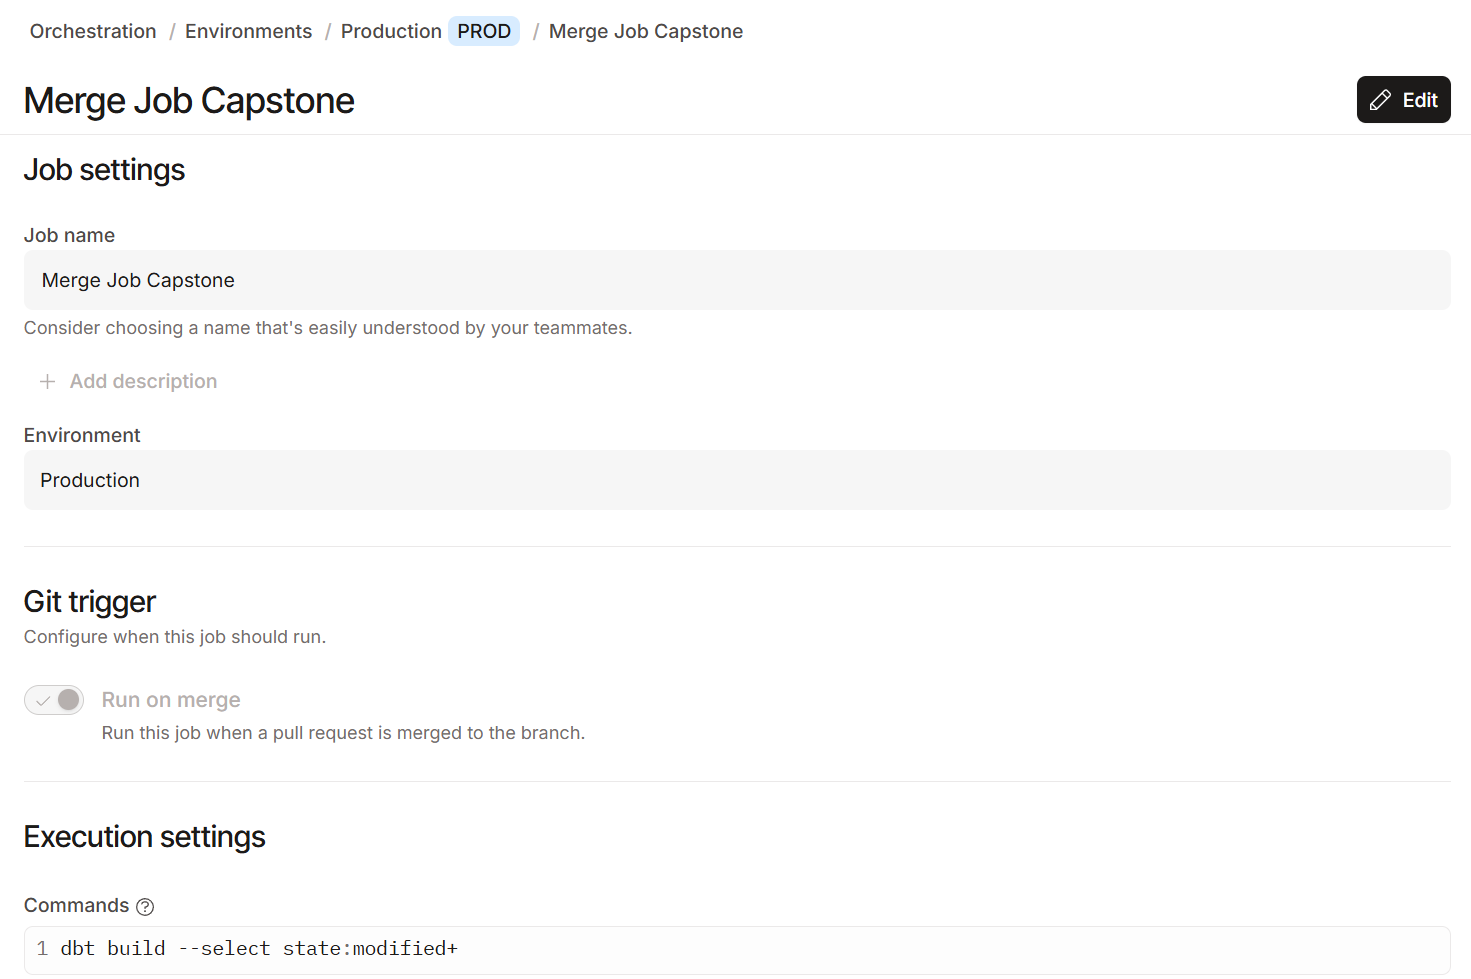 Orchestration / Environments / Production PROD / Merge Job Capstone
Merge Job Capstone
Edit
Job settings
Job name
Merge Job Capstone
Consider choosing a name that's easily understood by your teammates.
+ Add description
Environment
Production
Git trigger
Configure when this job should run.
Run on merge
Run this job when a pull request is merged to the branch.
Execution settings
Commands ?
1 dbt build --select state:modified+